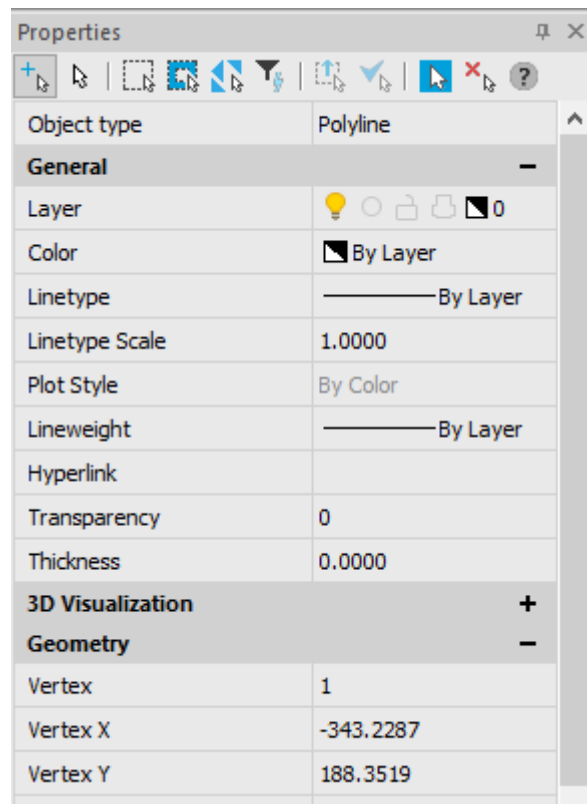 Properties
Object type Polyline
General
Layer 0
Color By Layer
Linetype By Layer
Linetype Scale 1.0000
Plot Style By Color
Lineweight By Layer
Hyperlink
Transparency 0
Thickness 0.0000
3D Visualization
Geometry
Vertex 1
Vertex X -343.2287
Vertex Y 188.3519